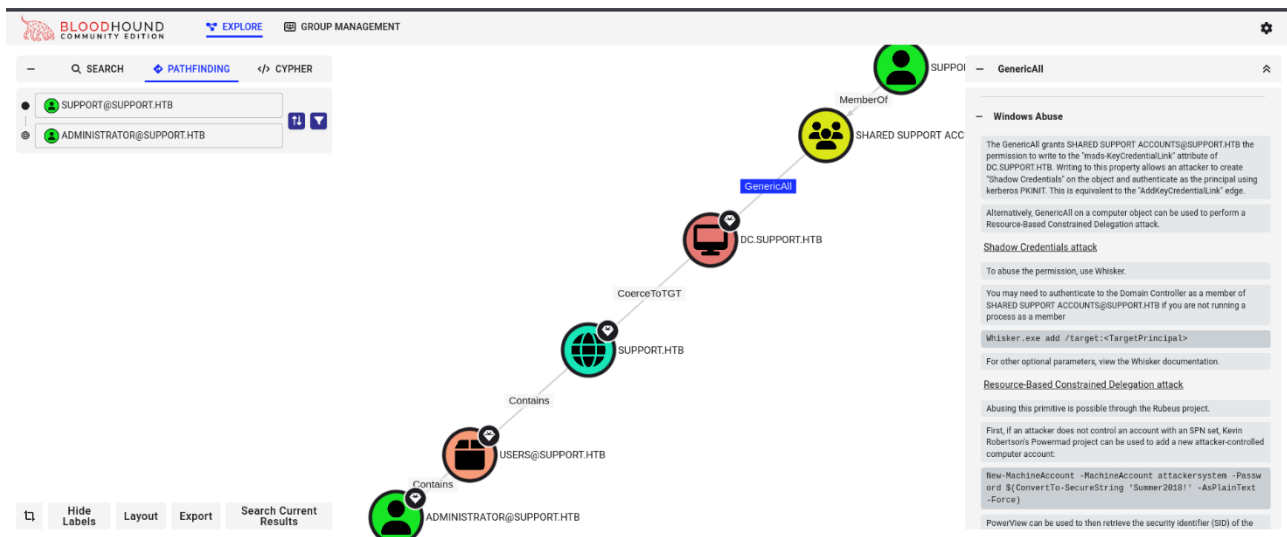 BLOODHOUND
COMMUNITY EDITION
EXPLORE
GROUP MANAGEMENT
SEARCH
PATHFINDING
</> CYPHER
SUPPORT@SUPPORT.HTB
ADMINISTRATOR@SUPPORT.HTB
SUPPO
MemberOf
SHARED SUPPORT ACC
GenericAll
DC.SUPPORT.HTB
CoerceToTGT
SUPPORT.HTB
Contains
USERS@SUPPORT.HTB
Contains
ADMINISTRATOR@SUPPORT.HTB
Hide
Labels
Layout
Export
Search Current
Results
GenericAll
Windows Abuse
The GenericAll grants SHARED SUPPORT ACCOUNTS@SUPPORT.HTB the
permission to write to the "msds-KeyCredentialLink" attribute of
DC.SUPPORT.HTB. Writing to this property allows an attacker to create
"Shadow Credentials" on the object and authenticate as the principal using
kerberos PKINIT. This is equivalent to the "AddKeyCredentialLink" edge.
Alternatively, GenericAll on a computer object can be used to perform a
Resource-Based Constrained Delegation attack.
Shadow Credentials attack
To abuse the permission, use Whisker.
You may need to authenticate to the Domain Controller as a member of
SHARED SUPPORT ACCOUNTS@SUPPORT.HTB if you are not running a
process as a member
Whisker.exe add /target:<TargetPrincipal>
For other optional parameters, view the Whisker documentation.
Resource-Based Constrained Delegation attack
Abusing this primitive is possible through the Rubeus project.
First, if an attacker does not control an account with an SPN set, Kevin
Robertson's Powermad project can be used to add a new attacker-controlled
computer account:
New-MachineAccount -MachineAccount attackersystem -Passw
ord $(ConvertTo-SecureString 'Summer2018!' -AsPlainText
-Force)
PowerView can be used to then retrieve the security identifier (SID) of the